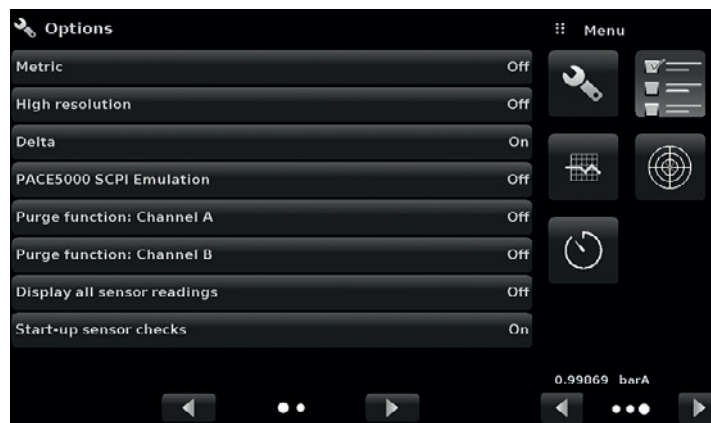 Options
Menu
Metric Off
High resolution Off
Delta On
PACE5000 SCPI Emulation Off
Purge function: Channel A Off
Purge function: Channel B Off
Display all sensor readings Off
Start-up sensor checks On
0.99869 barA